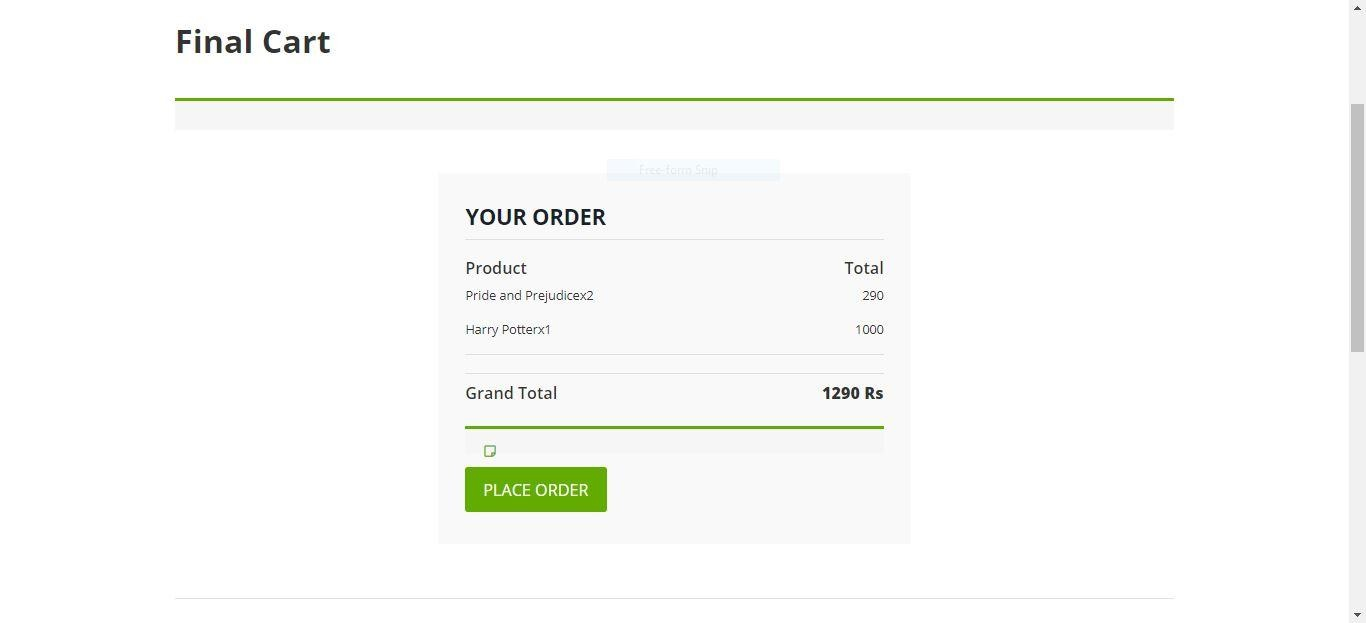 Final Cart
Free-form Snip
YOUR ORDER
Product Total
Pride and Prejudicex2 290
Harry Potterx1 1000
Grand Total 1290 Rs
PLACE ORDER